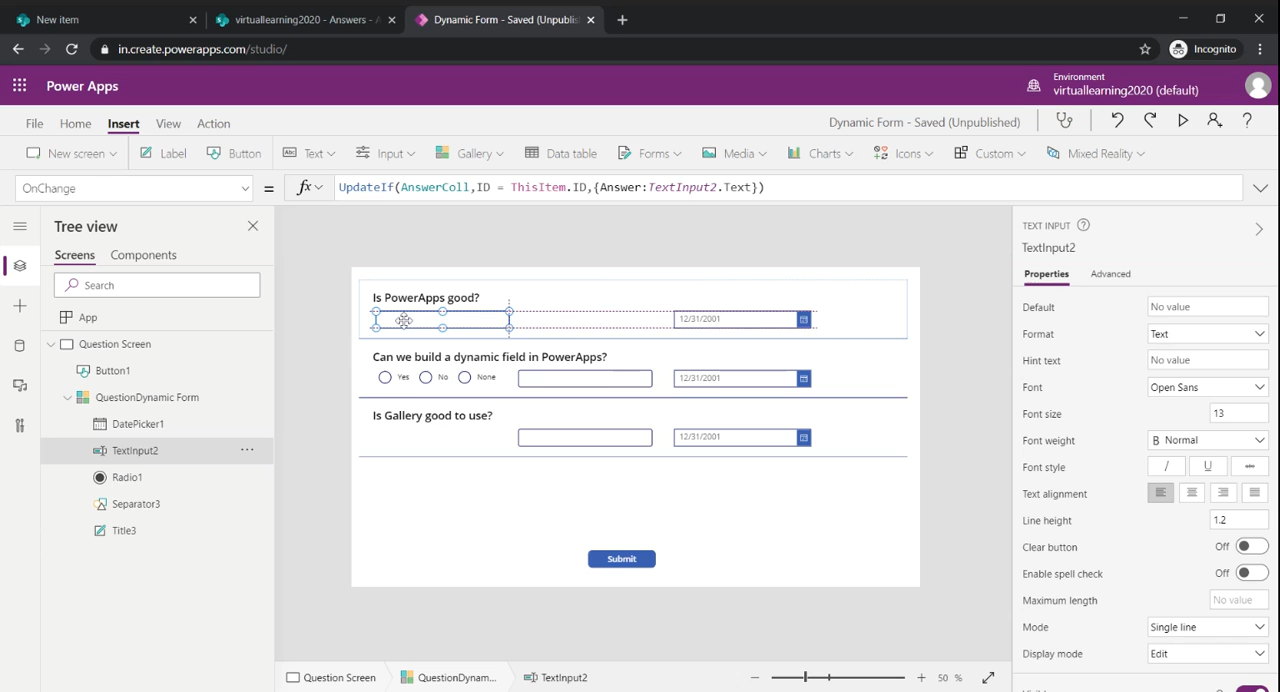 New item
virtuallearning2020 - Answers - A
Dynamic Form - Saved (Unpublis
in.create.powerapps.com/studio/
Incognito
Power Apps
Environment
virtuallearning2020 (default)
File Home Insert View Action
Dynamic Form - Saved (Unpublished)
New screen Label Button Text Input Gallery Data table Forms Media Charts Icons Custom Mixed Reality
OnChange = fx UpdateIf(AnswerColl,ID = ThisItem.ID,{Answer:TextInput2.Text})
Tree view
Screens Components
Search
App
Question Screen
Button1
QuestionDynamic Form
DatePicker1
TextInput2
Radio1
Separator3
Title3
Is PowerApps good?
12/31/2001
Can we build a dynamic field in PowerApps?
Yes No None 12/31/2001
Is Gallery good to use?
12/31/2001
Submit
Question Screen QuestionDynam... TextInput2
50 %
TEXT INPUT
TextInput2
Properties Advanced
Default No value
Format Text
Hint text No value
Font Open Sans
Font size 13
Font weight B Normal
Font style / U abc
Text alignment
Line height 1.2
Clear button Off
Enable spell check Off
Maximum length No value
Mode Single line
Display mode Edit